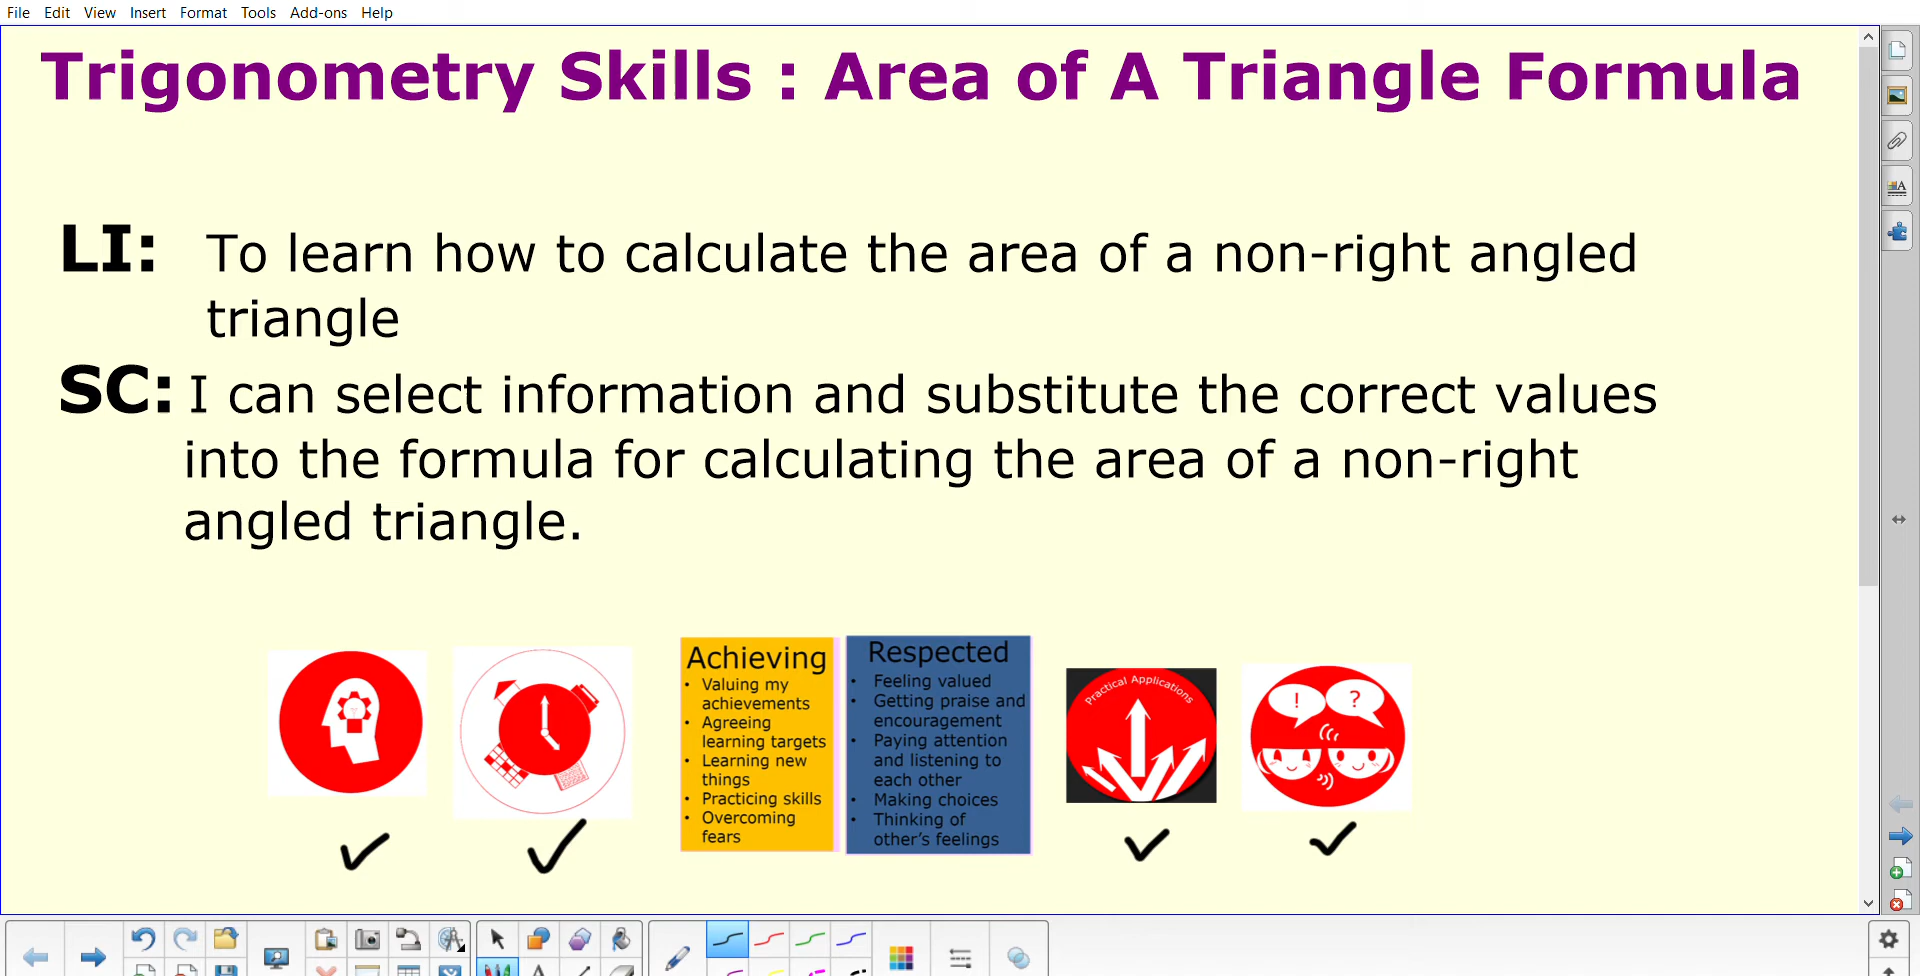 File Edit View Insert Format Tools Add-ons Help
Trigonometry Skills : Area of A Triangle Formula
LI: To learn how to calculate the area of a non-right angled
triangle
SC: I can select information and substitute the correct values
into the formula for calculating the area of a non-right
angled triangle.
Achieving
• Valuing my
achievements
• Agreeing
learning targets
• Learning new
things
• Practicing skills
• Overcoming
fears
Respected
• Feeling valued
• Getting praise and
encouragement
• Paying attention
and listening to
each other
• Making choices
• Thinking of
other's feelings
Practical Applications
! ?